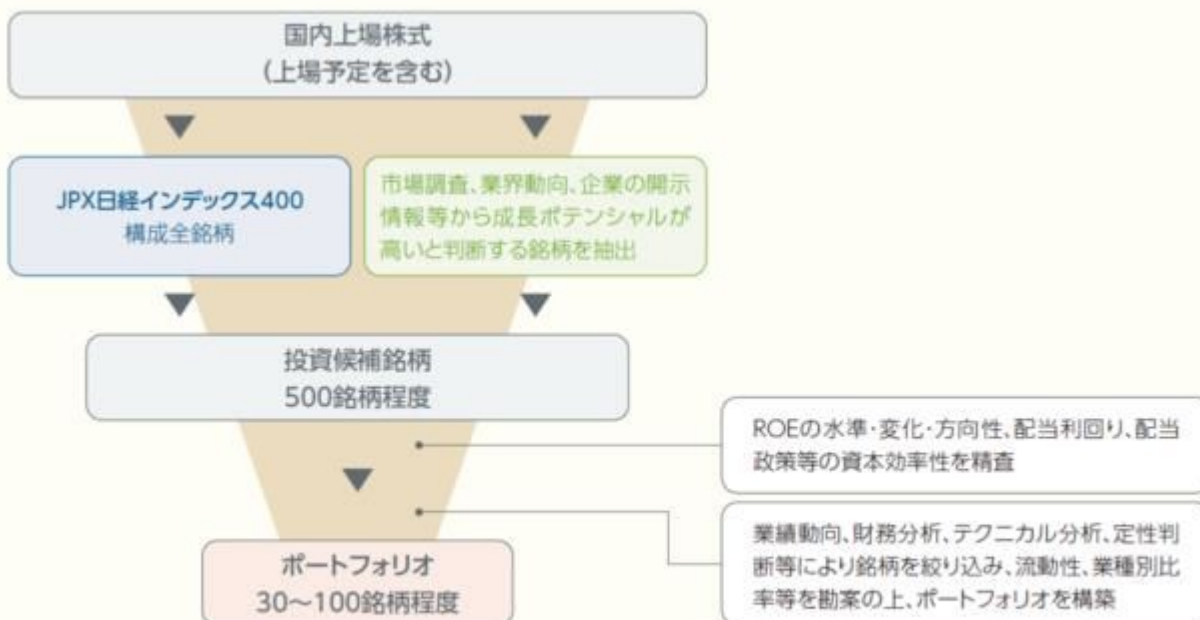 国内上場株式
(上場予定を含む)
JPX日経インデックス400
構成全銘柄
市場調査、業界動向、企業の開示
情報等から成長ポテンシャルが
高いと判断する銘柄を抽出
投資候補銘柄
500銘柄程度
ROEの水準・変化・方向性、配当利回り、配当
政策等の資本効率性を精査
業績動向、財務分析、テクニカル分析、定性判
断等により銘柄を絞り込み、流動性、業種別比
率等を勘案の上、ポートフォリオを構築
ポートフォリオ
30〜100銘柄程度